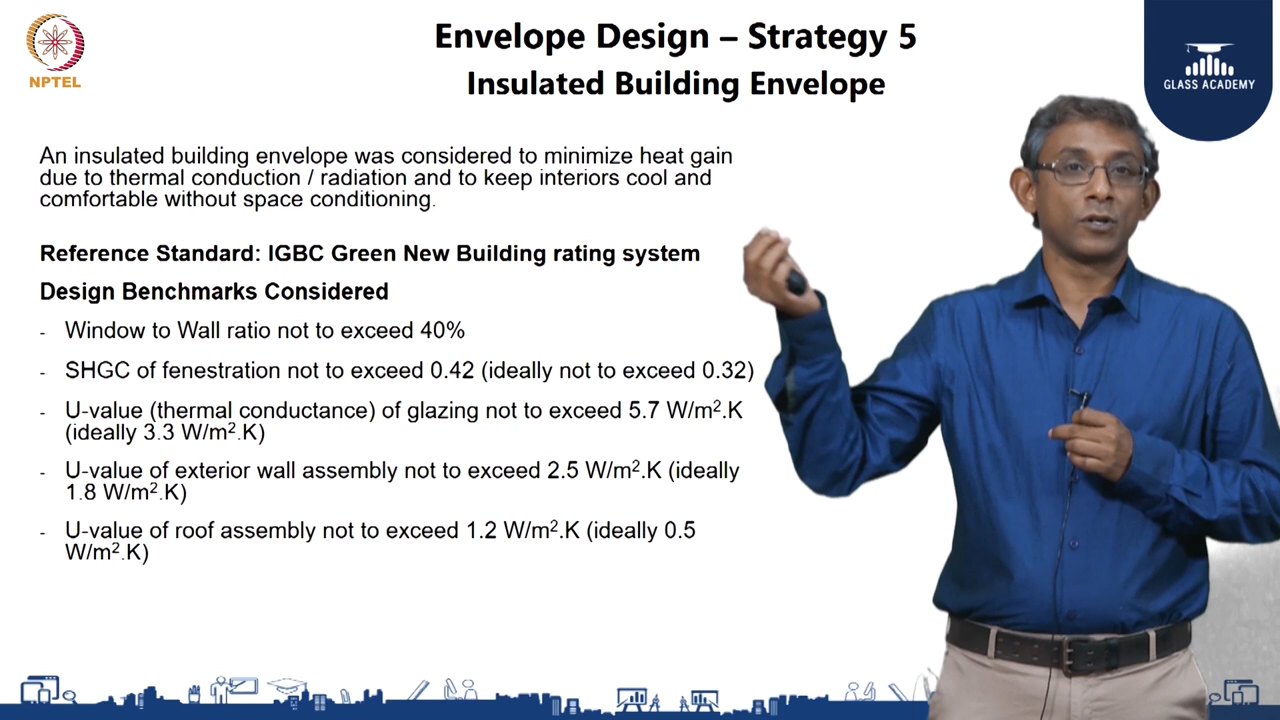 Envelope Design – Strategy 5
Insulated Building Envelope
NPTEL
GLASS ACADEMY
An insulated building envelope was considered to minimize heat gain
due to thermal conduction / radiation and to keep interiors cool and
comfortable without space conditioning.
Reference Standard: IGBC Green New Building rating system
Design Benchmarks Considered
- Window to Wall ratio not to exceed 40%
- SHGC of fenestration not to exceed 0.42 (ideally not to exceed 0.32)
- U-value (thermal conductance) of glazing not to exceed 5.7 W/m².K
(ideally 3.3 W/m².K)
- U-value of exterior wall assembly not to exceed 2.5 W/m².K (ideally
1.8 W/m².K)
- U-value of roof assembly not to exceed 1.2 W/m².K (ideally 0.5
W/m².K)